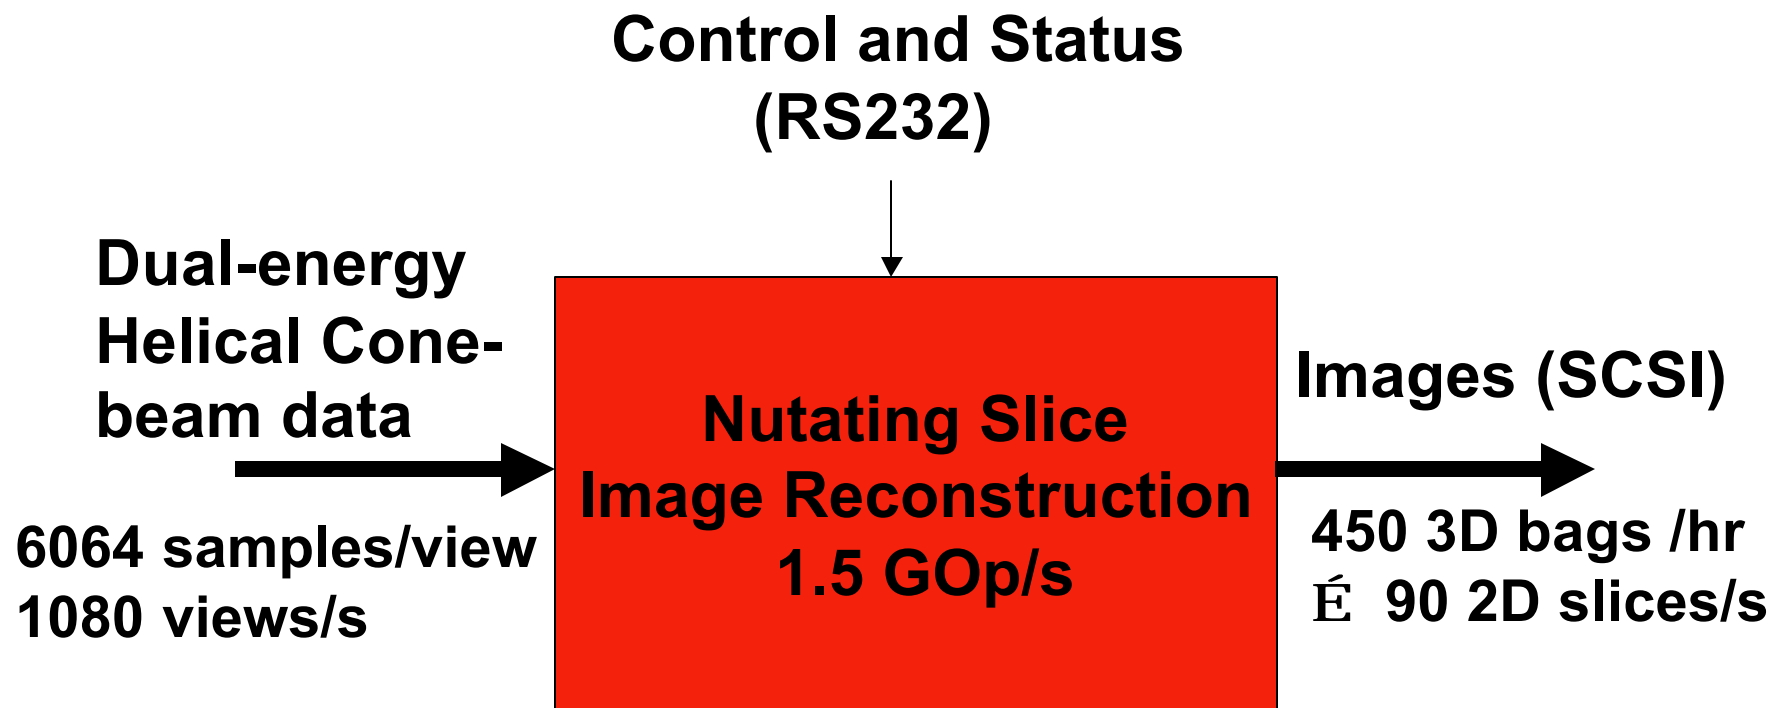 Control and Status
(RS232)
Dual-energy
Helical Cone-
beam data
6064 samples/view
1080 views/s
Nutating Slice
Image Reconstruction
1.5 GOp/s
Images (SCSI)
450 3D bags /hr
É 90 2D slices/s